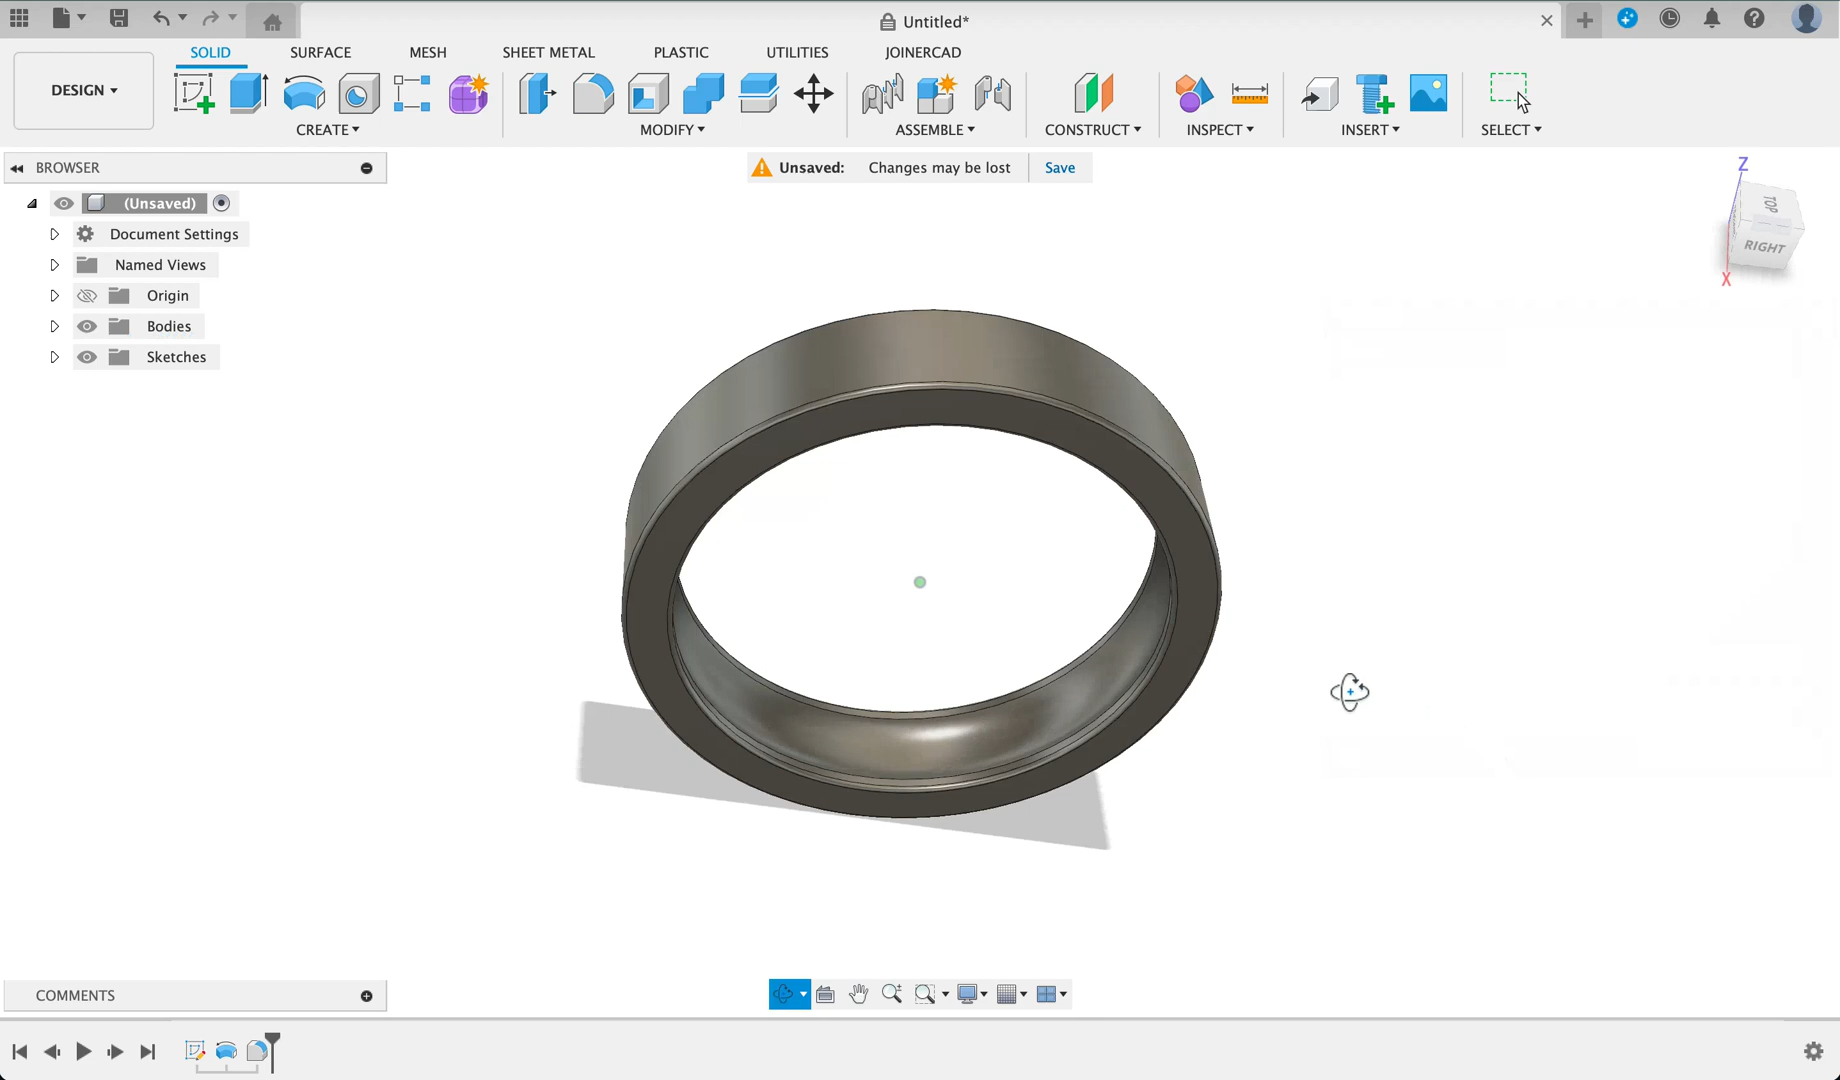 Untitled*
SOLID SURFACE MESH SHEET METAL PLASTIC UTILITIES JOINERCAD
DESIGN
CREATE MODIFY ASSEMBLE CONSTRUCT INSPECT INSERT SELECT
BROWSER
Unsaved: Changes may be lost Save
(Unsaved)
Document Settings
Named Views
Origin
Bodies
Sketches
Z
TOP
RIGHT
X
COMMENTS